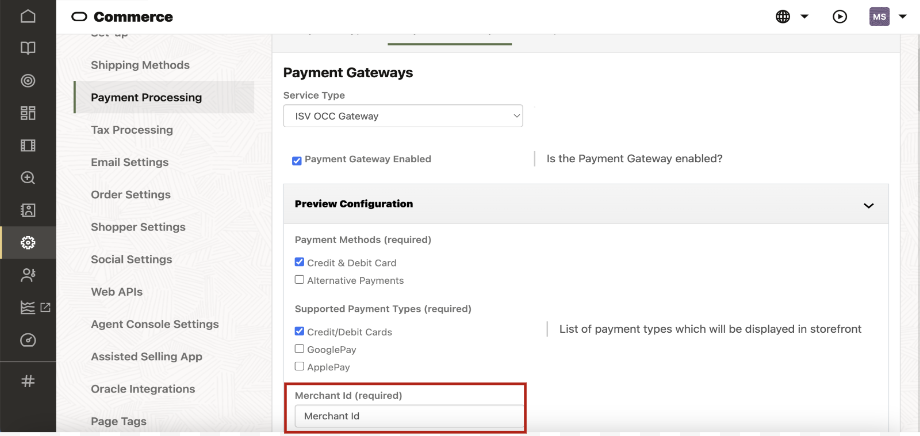 Commerce
MS
Set-up
Shipping Methods
Payment Processing
Tax Processing
Email Settings
Order Settings
Shopper Settings
Social Settings
Web APIs
Agent Console Settings
Assisted Selling App
Oracle Integrations
Page Tags
Payment Gateways
Service Type
ISV OCC Gateway
Payment Gateway Enabled
Is the Payment Gateway enabled?
Preview Configuration
Payment Methods (required)
Credit & Debit Card
Alternative Payments
Supported Payment Types (required)
Credit/Debit Cards
GooglePay
ApplePay
List of payment types which will be displayed in storefront
Merchant Id (required)
Merchant Id